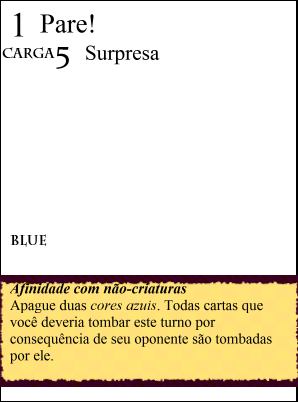 1 Pare!
CARGA 5 Surpresa
BLUE
Afinidade com não-criaturas
Apague duas cores azuis. Todas cartas que
você deveria tombar este turno por
consequência de seu oponente são tombadas
por ele.